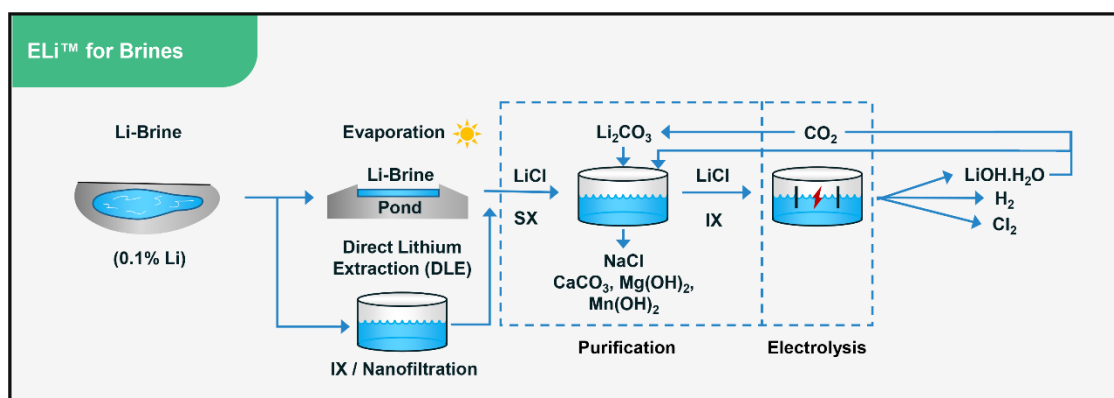 ELi™ for Brines
Li-Brine
(0.1% Li)
Evaporation
Li-Brine
Pond
Direct Lithium
Extraction (DLE)
IX / Nanofiltration
LiCl
SX
Li₂CO₃
NaCl
CaCO₃, Mg(OH)₂,
Mn(OH)₂
Purification
LiCl
IX
CO₂
Electrolysis
LiOH.H₂O
H₂
Cl₂